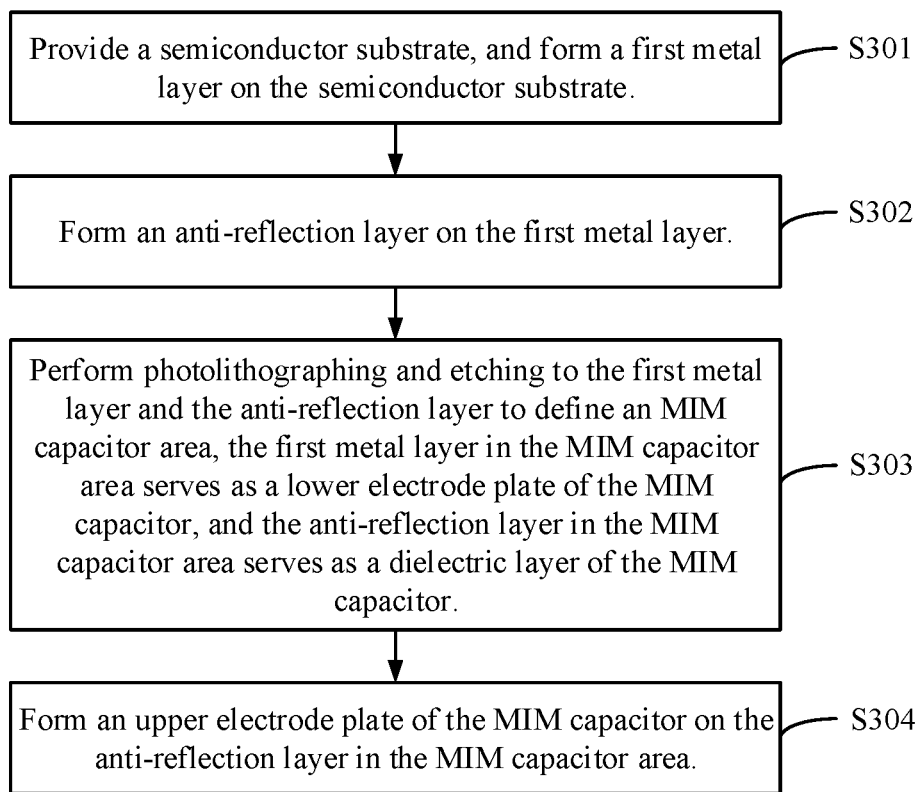 Provide a semiconductor substrate, and form a first metal
layer on the semiconductor substrate.
S301
Form an anti-reflection layer on the first metal layer.
S302
Perform photolithographing and etching to the first metal
layer and the anti-reflection layer to define an MIM
capacitor area, the first metal layer in the MIM capacitor
area serves as a lower electrode plate of the MIM
capacitor, and the anti-reflection layer in the MIM
capacitor area serves as a dielectric layer of the MIM
capacitor.
S303
Form an upper electrode plate of the MIM capacitor on the
anti-reflection layer in the MIM capacitor area.
S304